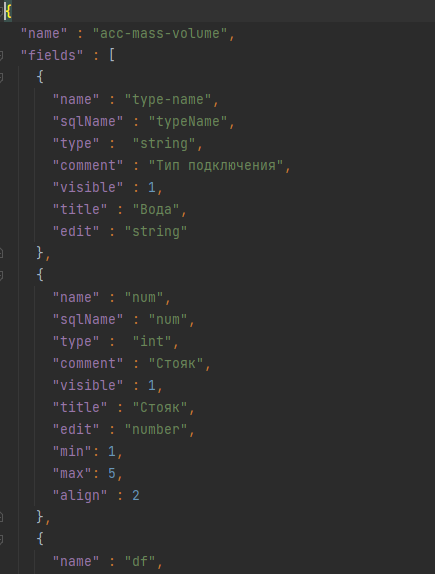 {
"name" : "acc-mass-volume",
"fields" : [
{
"name" : "type-name",
"sqlName" : "typeName",
"type" :  "string",
"comment" : "Тип подключения",
"visible" : 1,
"title" : "Вода",
"edit" : "string"
},
{
"name" : "num",
"sqlName" : "num",
"type" :  "int",
"comment" : "Стояк",
"visible" : 1,
"title" : "Стояк",
"edit" : "number",
"min": 1,
"max": 5,
"align" : 2
},
{
"name" : "df",